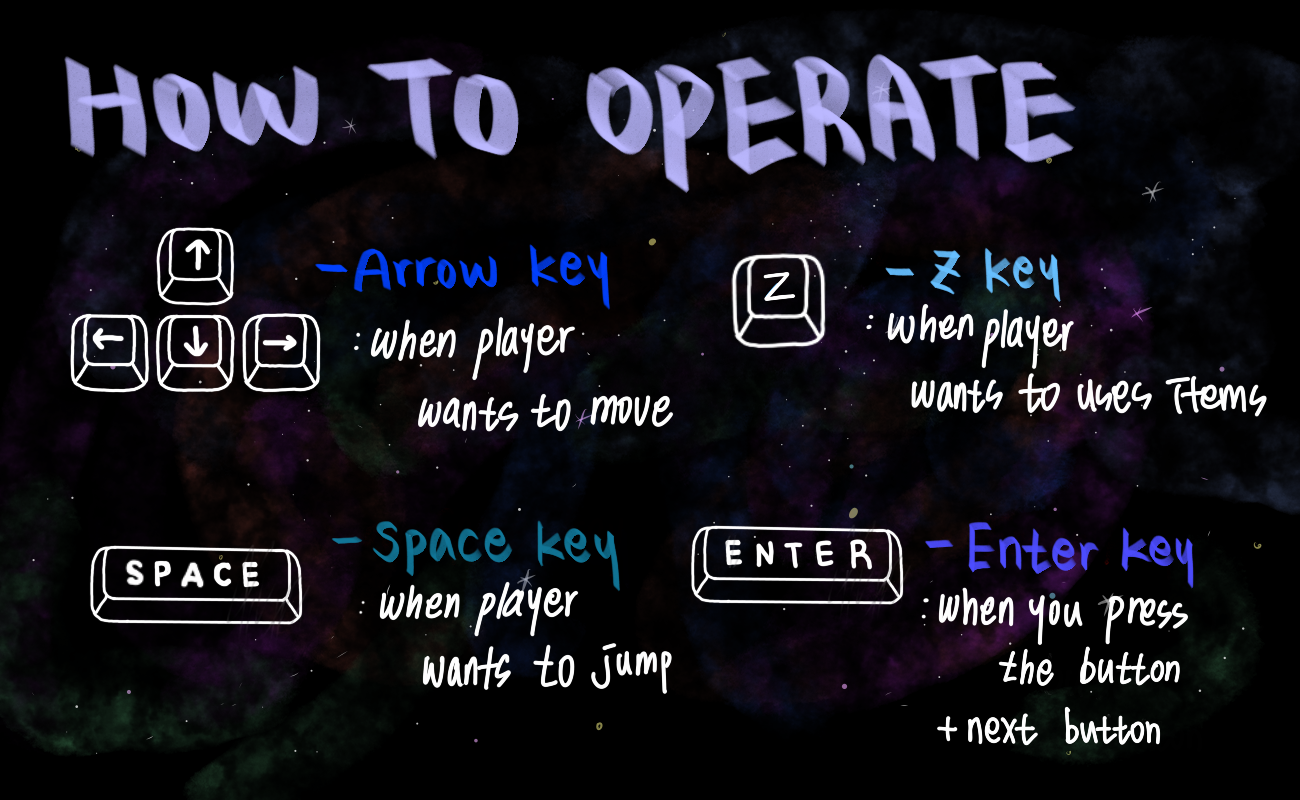 HOW TO OPERATE
↑
← ↓ →
- Arrow key
: when player
wants to move
Z
- Z key
: when player
wants to uses Items
SPACE
- Space key
: when player
wants to jump
ENTER
- Enter key
: when you press
the button
+ next button